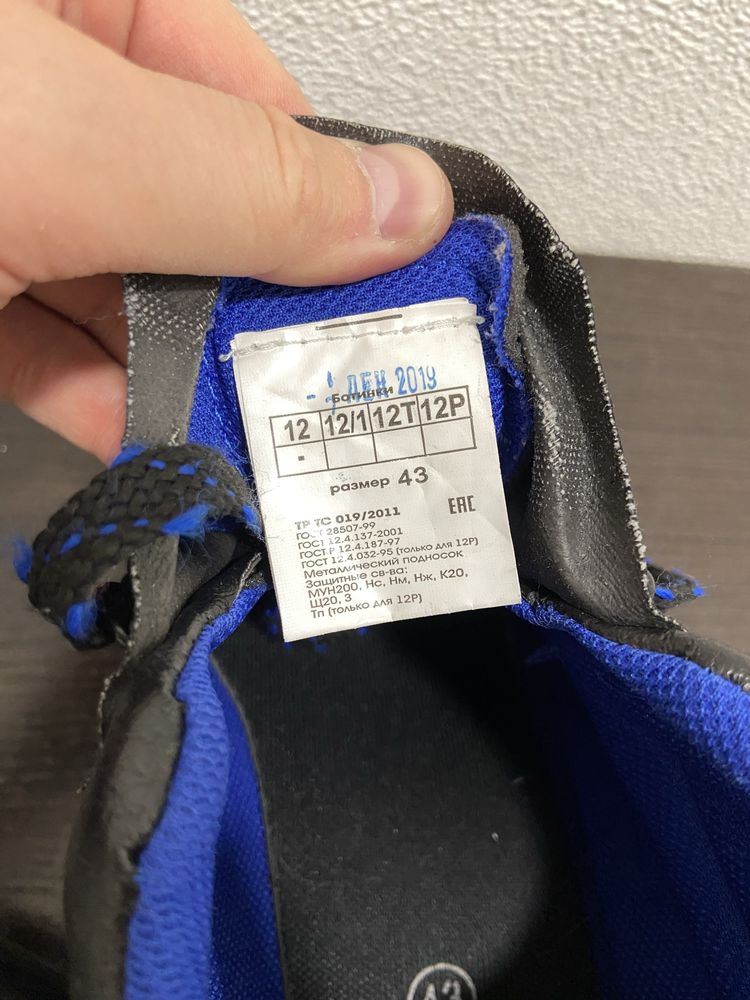 ДЕК 2019
Ботинки
12 12/1 12Т 12Р
-
размер 43
ТР ТС 019/2011
ГОСТ 28507-99
ГОСТ 12.4.137-2001
ГОСТ Р 12.4.187-97
ГОСТ 12.4.032-95 (только для 12Р)
Металлический подносок
Защитные св-ва:
МУН200, Нс, Нм, Нж, К20,
Щ20, З
Тп (только для 12Р)
ЕАС
43